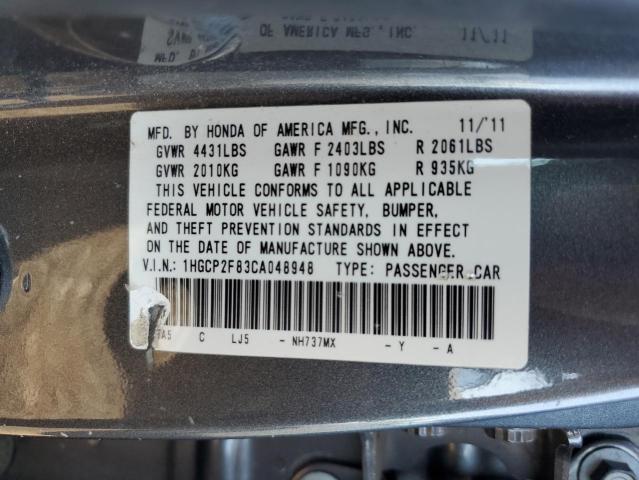 MFD. BY HONDA OF AMERICA MFG., INC. 11/'11
GVWR 4431LBS GAWR F 2403LBS R 2061LBS
GVWR 2010KG GAWR F 1090KG R 935KG
THIS VEHICLE CONFORMS TO ALL APPLICABLE
FEDERAL MOTOR VEHICLE SAFETY, BUMPER,
AND THEFT PREVENTION STANDARDS IN EFFECT
ON THE DATE OF MANUFACTURE SHOWN ABOVE.
V.I.N.: 1HGCP2F83CA048948 TYPE: PASSENGER CAR
TA5 C LJ5 - NH737MX - Y - A